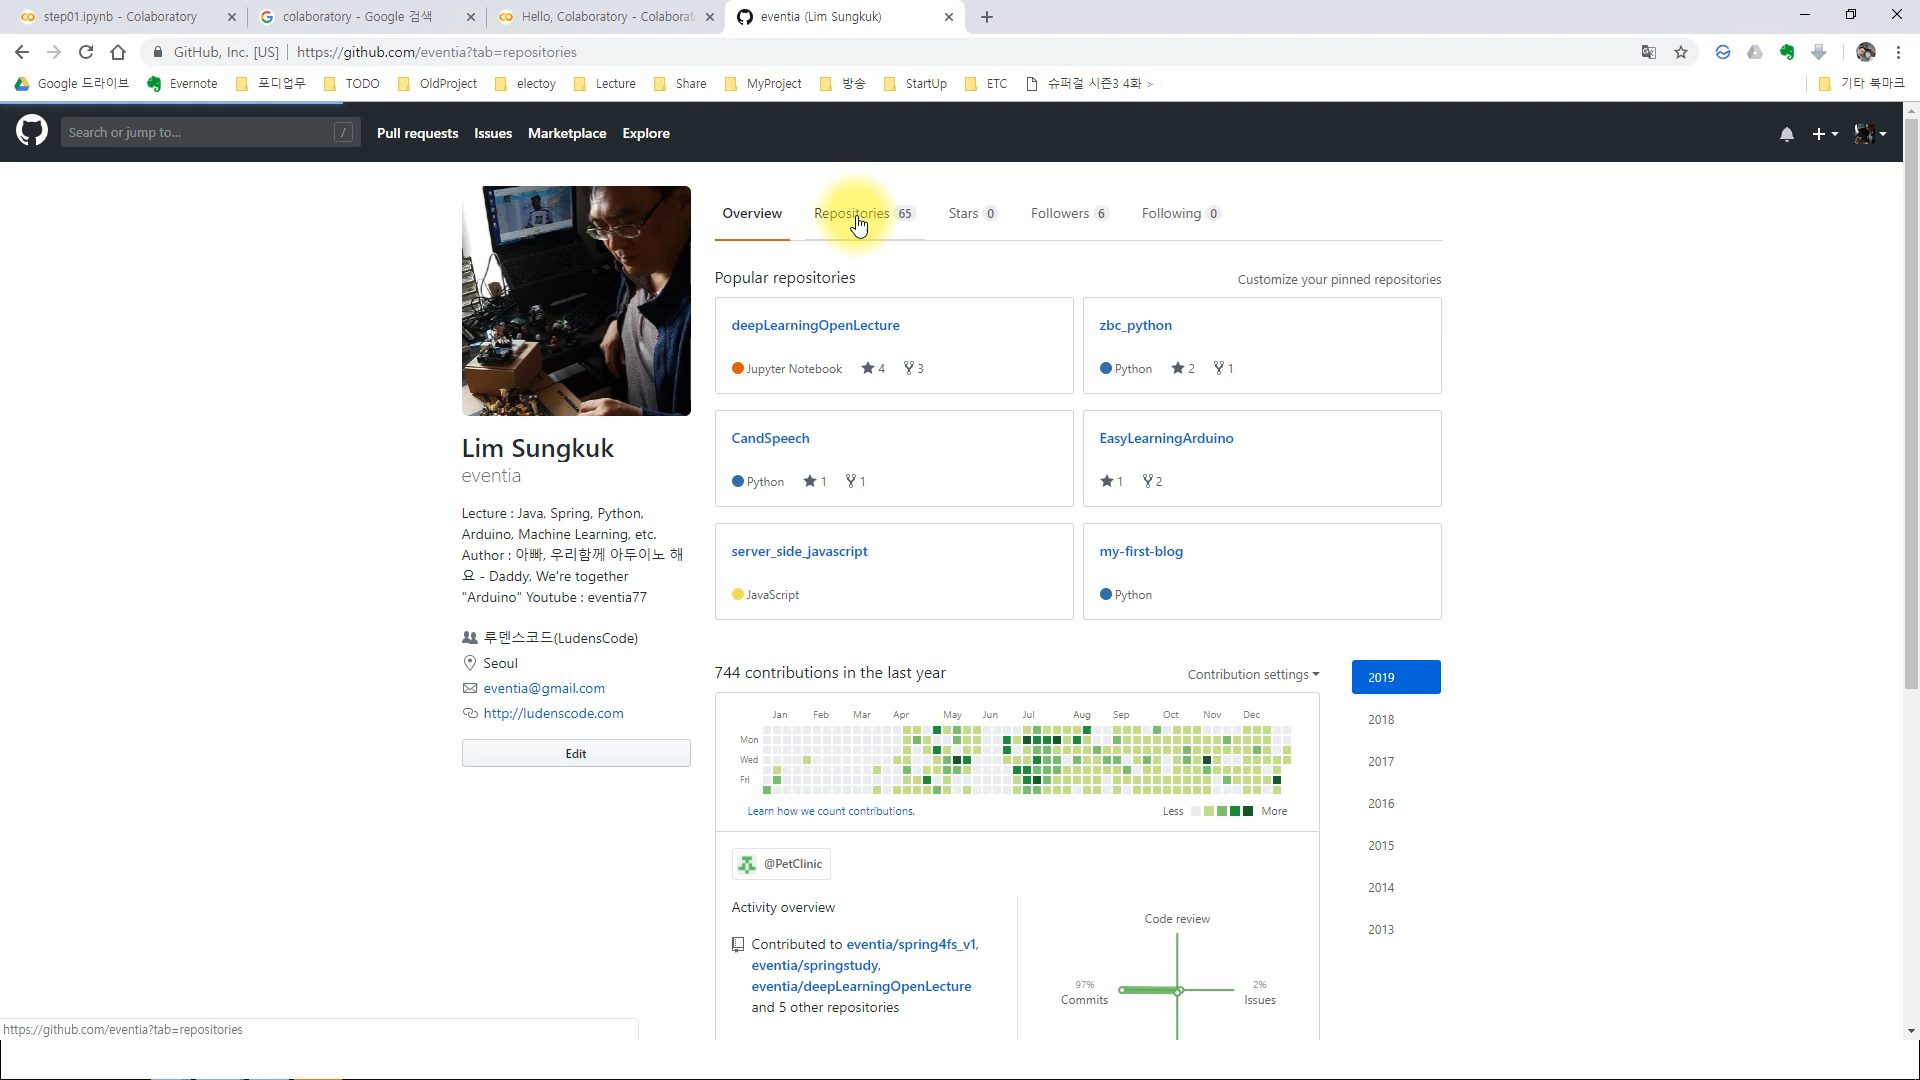 step01.ipynb - Colaboratory
colaboratory - Google 검색
Hello, Colaboratory - Colaborat
eventia (Lim Sungkuk)
GitHub, Inc. [US]
https://github.com/eventia?tab=repositories
Google 드라이브
Evernote
포디업무
TODO
OldProject
electoy
Lecture
Share
MyProject
방송
StartUp
ETC
슈퍼걸 시즌3 4화 >
기타 북마크
Search or jump to...
/
Pull requests
Issues
Marketplace
Explore
Overview
Repositories 65
Stars 0
Followers 6
Following 0
Popular repositories
Customize your pinned repositories
deepLearningOpenLecture
Jupyter Notebook 4 3
zbc_python
Python 2 1
CandSpeech
Python 1 1
EasyLearningArduino
1 2
server_side_javascript
JavaScript
my-first-blog
Python
Lim Sungkuk
eventia
Lecture : Java, Spring, Python,
Arduino, Machine Learning, etc.
Author : 아빠, 우리함께 아두이노 해
요 - Daddy, We're together
"Arduino" Youtube : eventia77
루덴스코드(LudensCode)
Seoul
eventia@gmail.com
http://ludenscode.com
Edit
744 contributions in the last year
Contribution settings
2019
2018
2017
2016
2015
2014
2013
Jan Feb Mar Apr May Jun Jul Aug Sep Oct Nov Dec
Mon
Wed
Fri
Learn how we count contributions.
Less
More
@PetClinic
Activity overview
Contributed to eventia/spring4fs_v1,
eventia/springstudy,
eventia/deepLearningOpenLecture
and 5 other repositories
Code review
97%
Commits
2%
Issues
https://github.com/eventia?tab=repositories